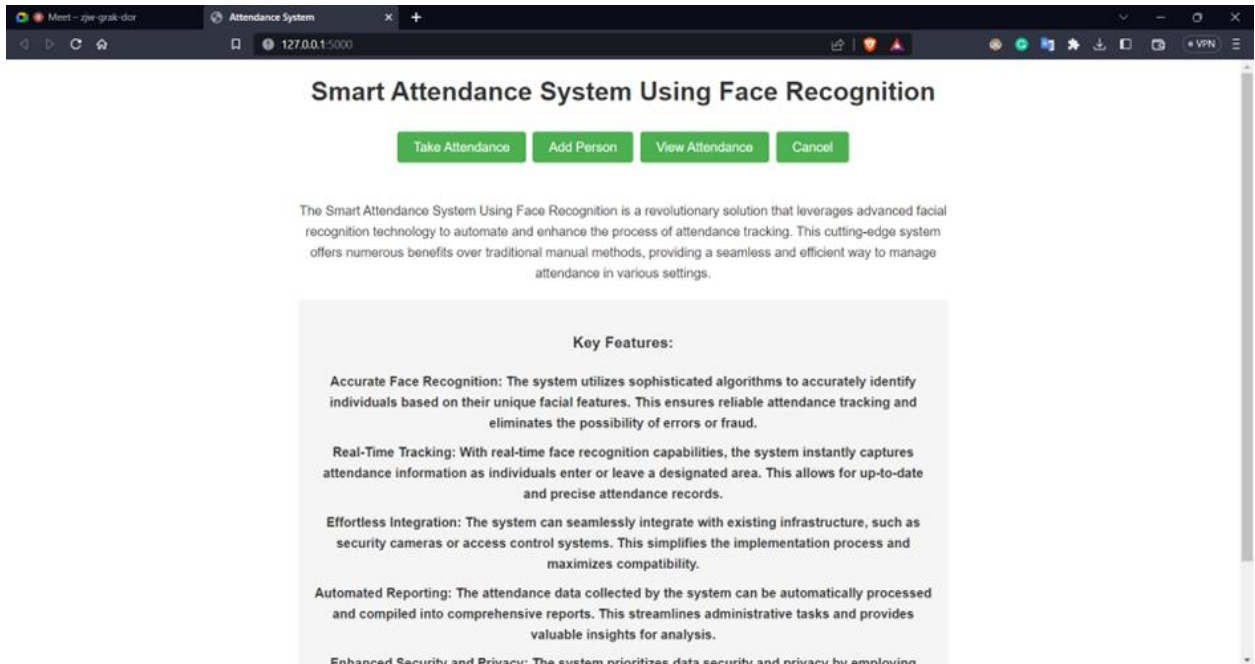 Meet – zjw-grak-dor
Attendance System
127.0.0.1:5000
VPN
Smart Attendance System Using Face Recognition
Take Attendance
Add Person
View Attendance
Cancel
The Smart Attendance System Using Face Recognition is a revolutionary solution that leverages advanced facial
recognition technology to automate and enhance the process of attendance tracking. This cutting-edge system
offers numerous benefits over traditional manual methods, providing a seamless and efficient way to manage
attendance in various settings.
Key Features:
Accurate Face Recognition: The system utilizes sophisticated algorithms to accurately identify
individuals based on their unique facial features. This ensures reliable attendance tracking and
eliminates the possibility of errors or fraud.
Real-Time Tracking: With real-time face recognition capabilities, the system instantly captures
attendance information as individuals enter or leave a designated area. This allows for up-to-date
and precise attendance records.
Effortless Integration: The system can seamlessly integrate with existing infrastructure, such as
security cameras or access control systems. This simplifies the implementation process and
maximizes compatibility.
Automated Reporting: The attendance data collected by the system can be automatically processed
and compiled into comprehensive reports. This streamlines administrative tasks and provides
valuable insights for analysis.
Enhanced Security and Privacy: The system prioritizes data security and privacy by employing